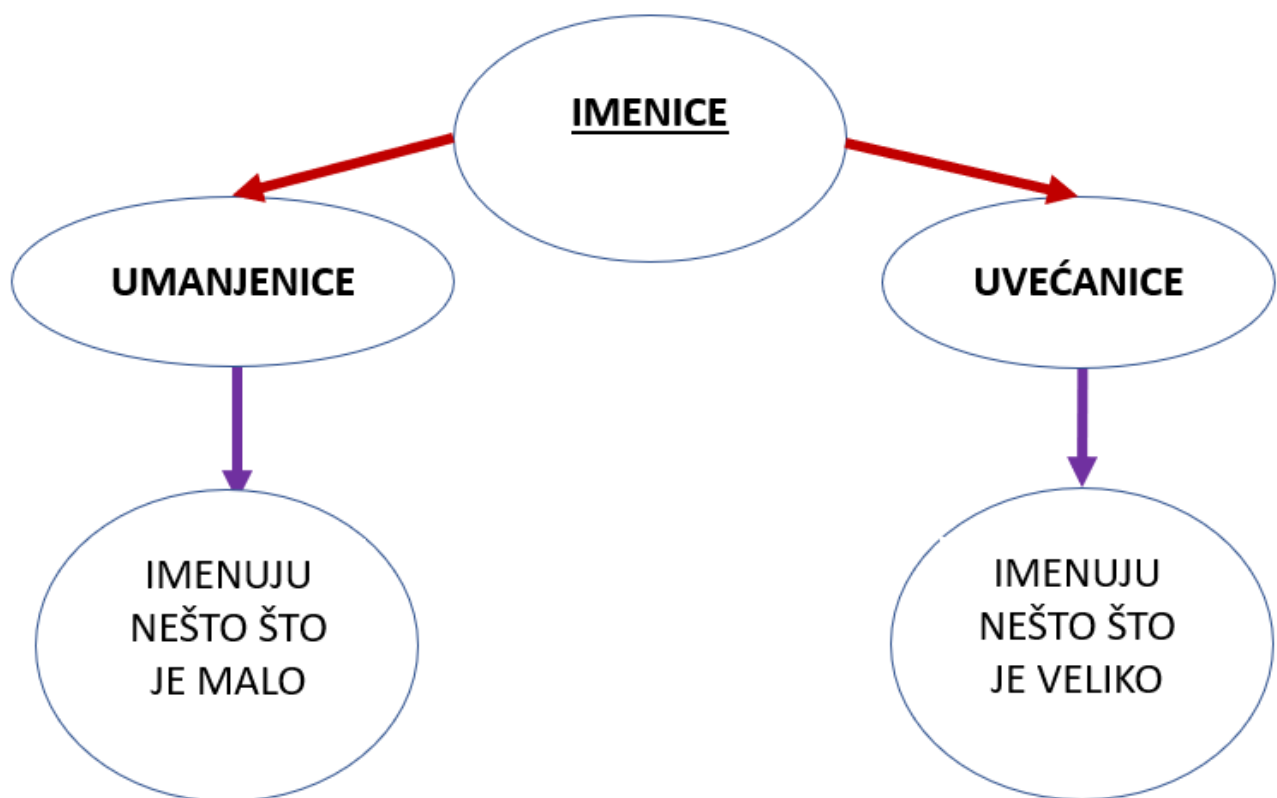 IMENICE
UMANJENICE
UVEĆANICE
IMENUJU
NEŠTO ŠTO
JE MALO
IMENUJU
NEŠTO ŠTO
JE VELIKO